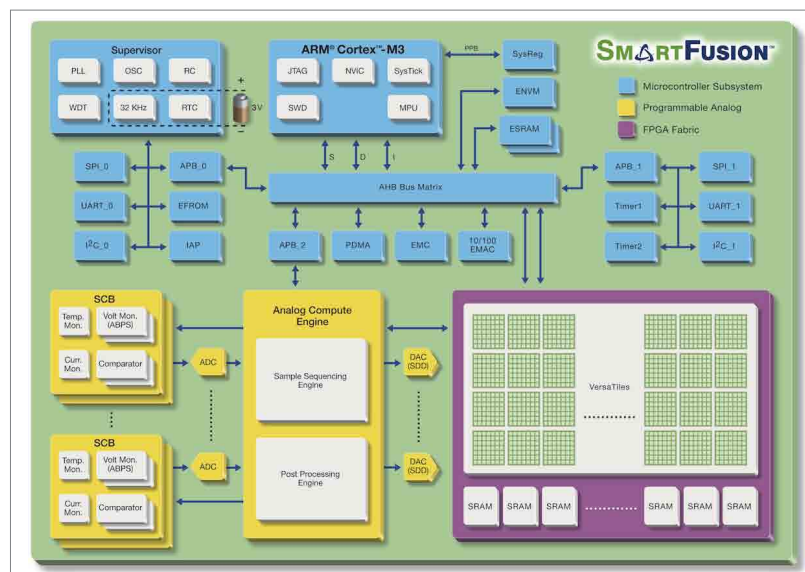 Supervisor
PLL
OSC
RC
WDT
32 KHz
RTC
+
3V
–
ARM® Cortex™-M3
JTAG
NVIC
SysTick
SWD
MPU
PPB
SysReg
ENVM
ESRAM
SMARTFUSION™
Microcontroller Subsystem
Programmable Analog
FPGA Fabric
S
D
I
SPI_0
APB_0
UART_0
EFROM
I²C_0
IAP
AHB Bus Matrix
APB_1
SPI_1
Timer1
UART_1
Timer2
I²C_1
APB_2
PDMA
EMC
10/100
EMAC
SCB
Temp.
Mon.
Volt Mon.
(ABPS)
Curr.
Mon.
Comparator
ADC
SCB
Temp.
Mon.
Volt Mon.
(ABPS)
Curr.
Mon.
Comparator
ADC
Analog Compute
Engine
Sample Sequencing
Engine
Post Processing
Engine
DAC
(SDD)
DAC
(SDD)
VersaTiles
SRAM
SRAM
SRAM
SRAM
SRAM
SRAM